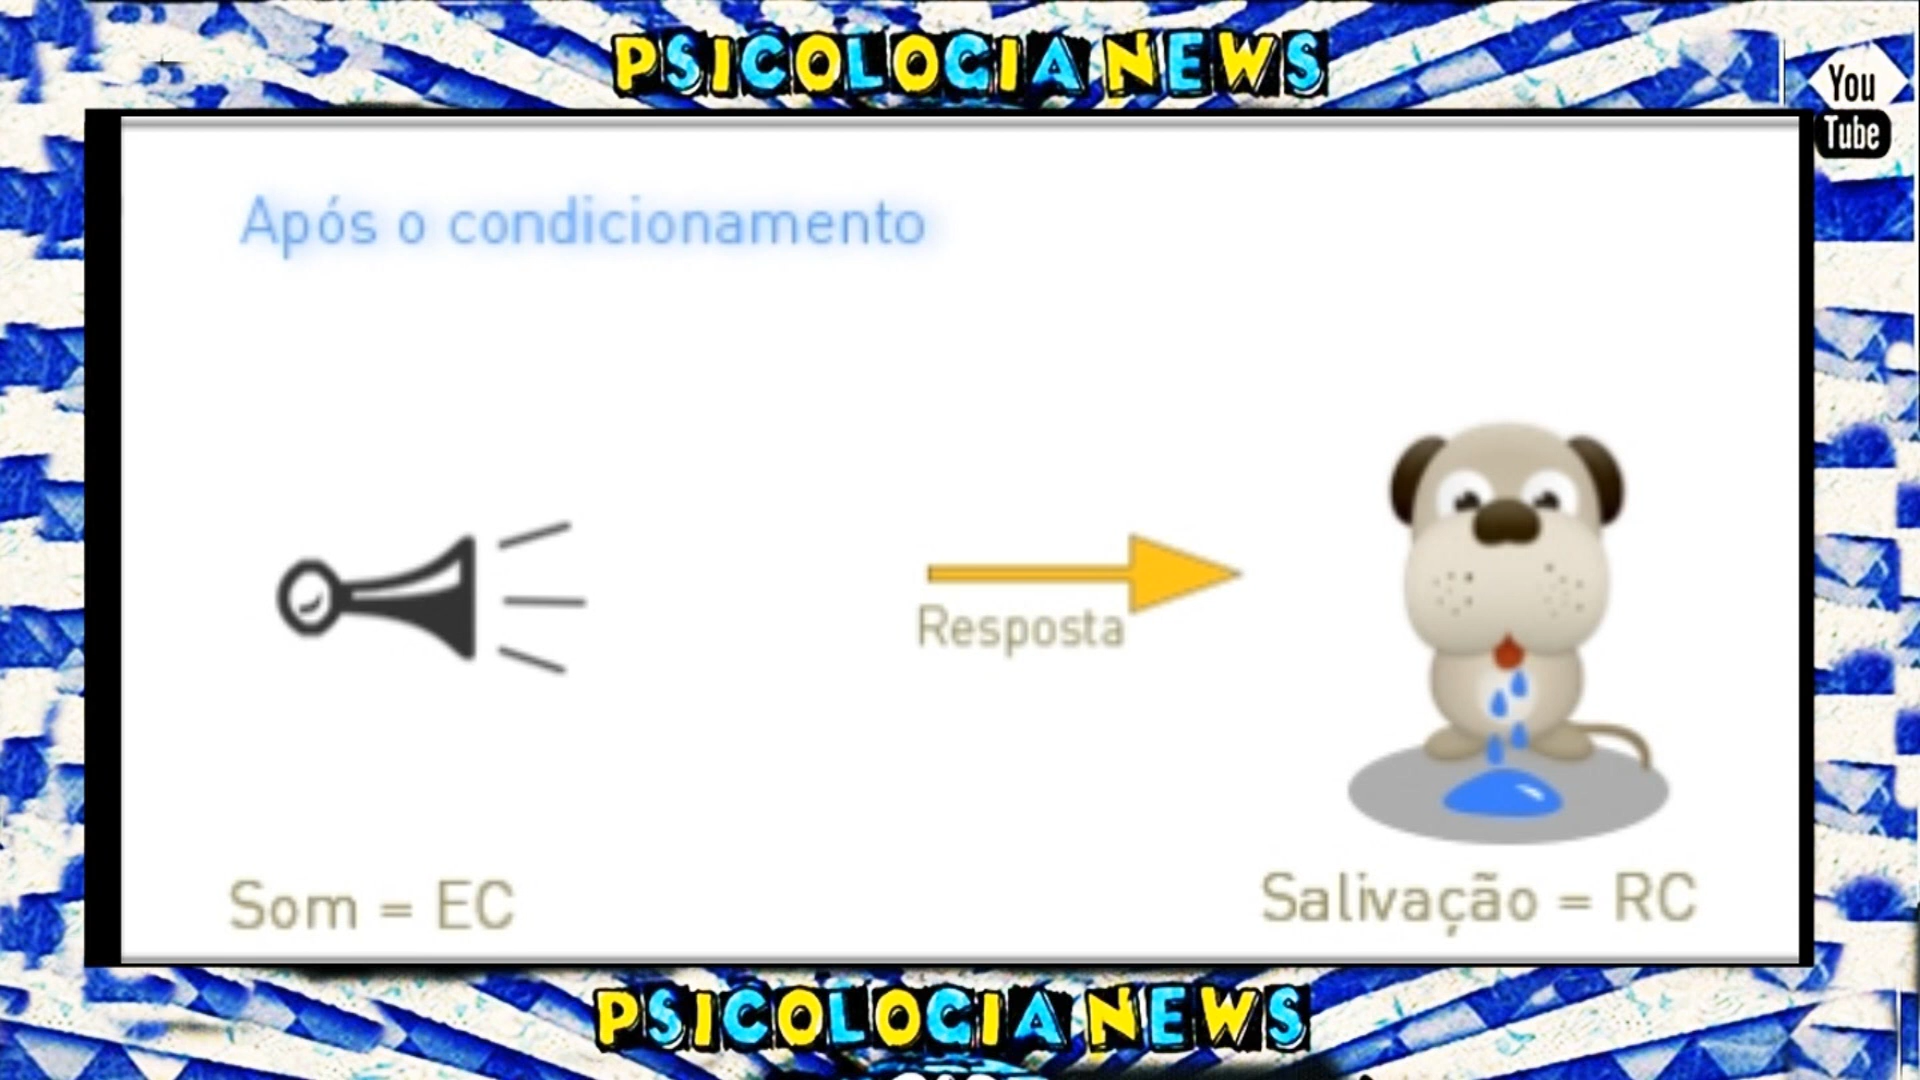 PSICOLOGIA NEWS
You
Tube
Após o condicionamento
Resposta
Som = EC
Salivação = RC
PSICOLOGIA NEWS